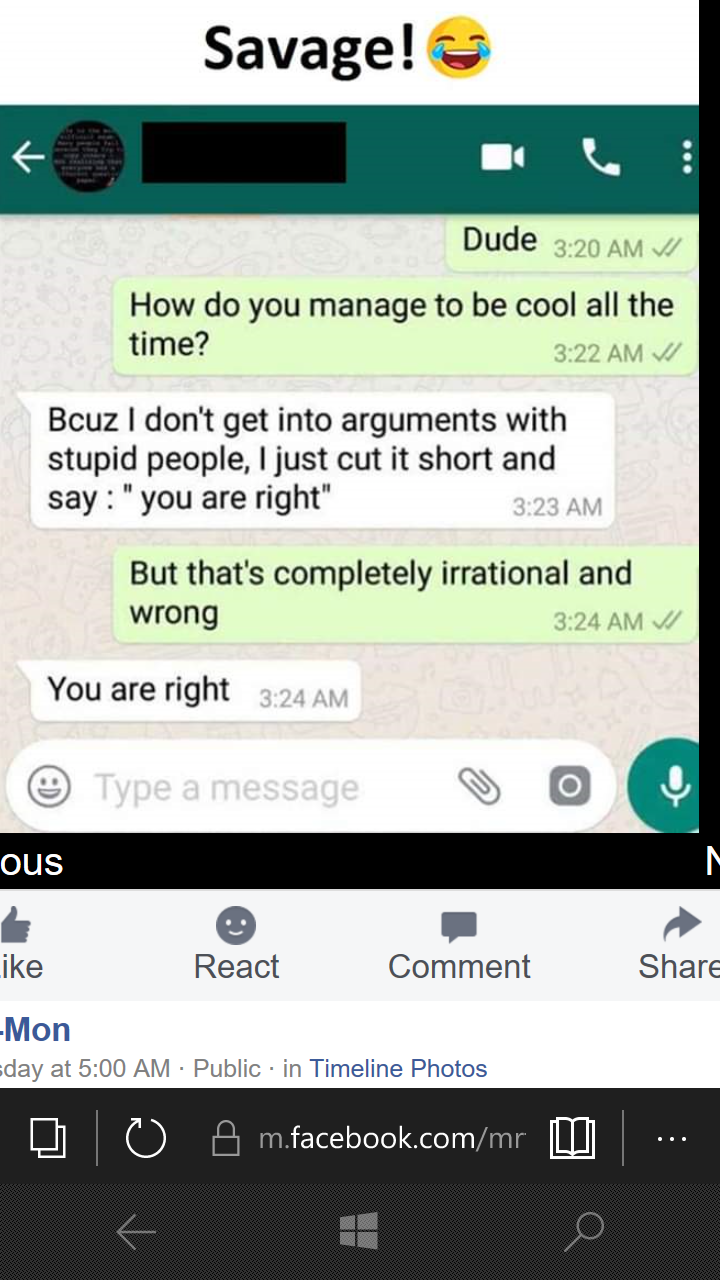 Savage!😂
Dude 3:20 AM
How do you manage to be cool all the
time? 3:22 AM
Bcuz I don't get into arguments with
stupid people, I just cut it short and
say : " you are right" 3:23 AM
But that's completely irrational and
wrong 3:24 AM
You are right 3:24 AM
Type a message
ous N
ike React Comment Share
-Mon
sday at 5:00 AM · Public · in Timeline Photos
m.facebook.com/mr